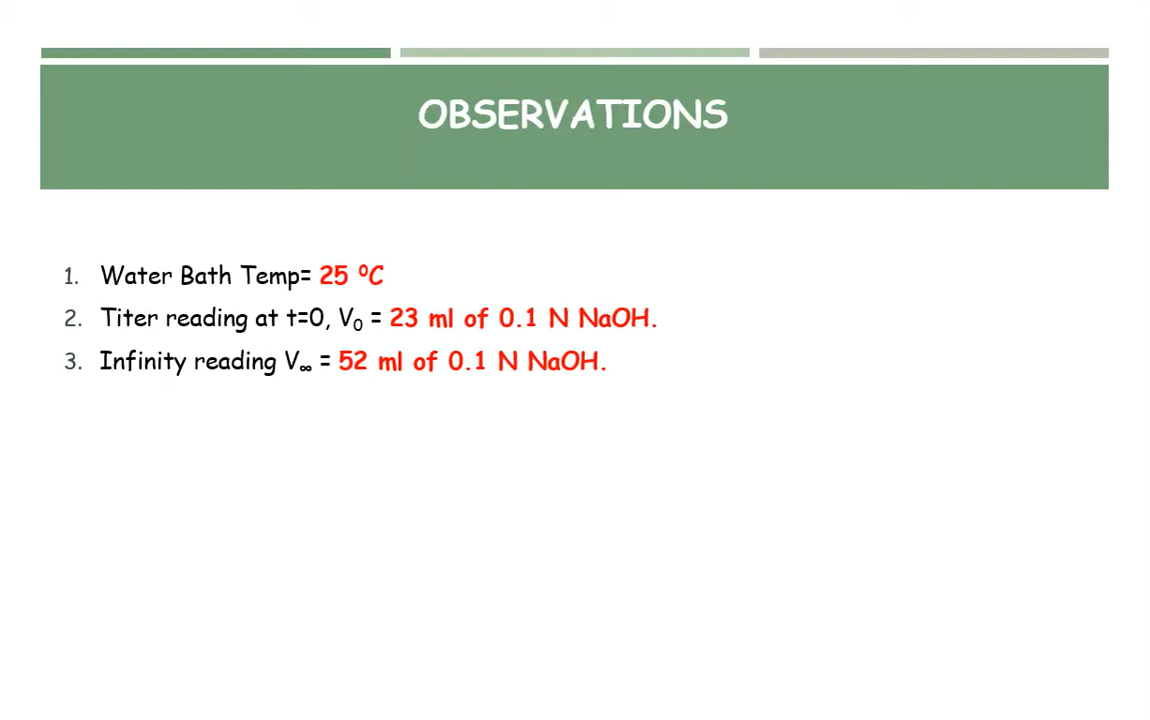 OBSERVATIONS
1. Water Bath Temp= 25 ⁰C
2. Titer reading at t=0, V₀ = 23 ml of 0.1 N NaOH.
3. Infinity reading V∞ = 52 ml of 0.1 N NaOH.